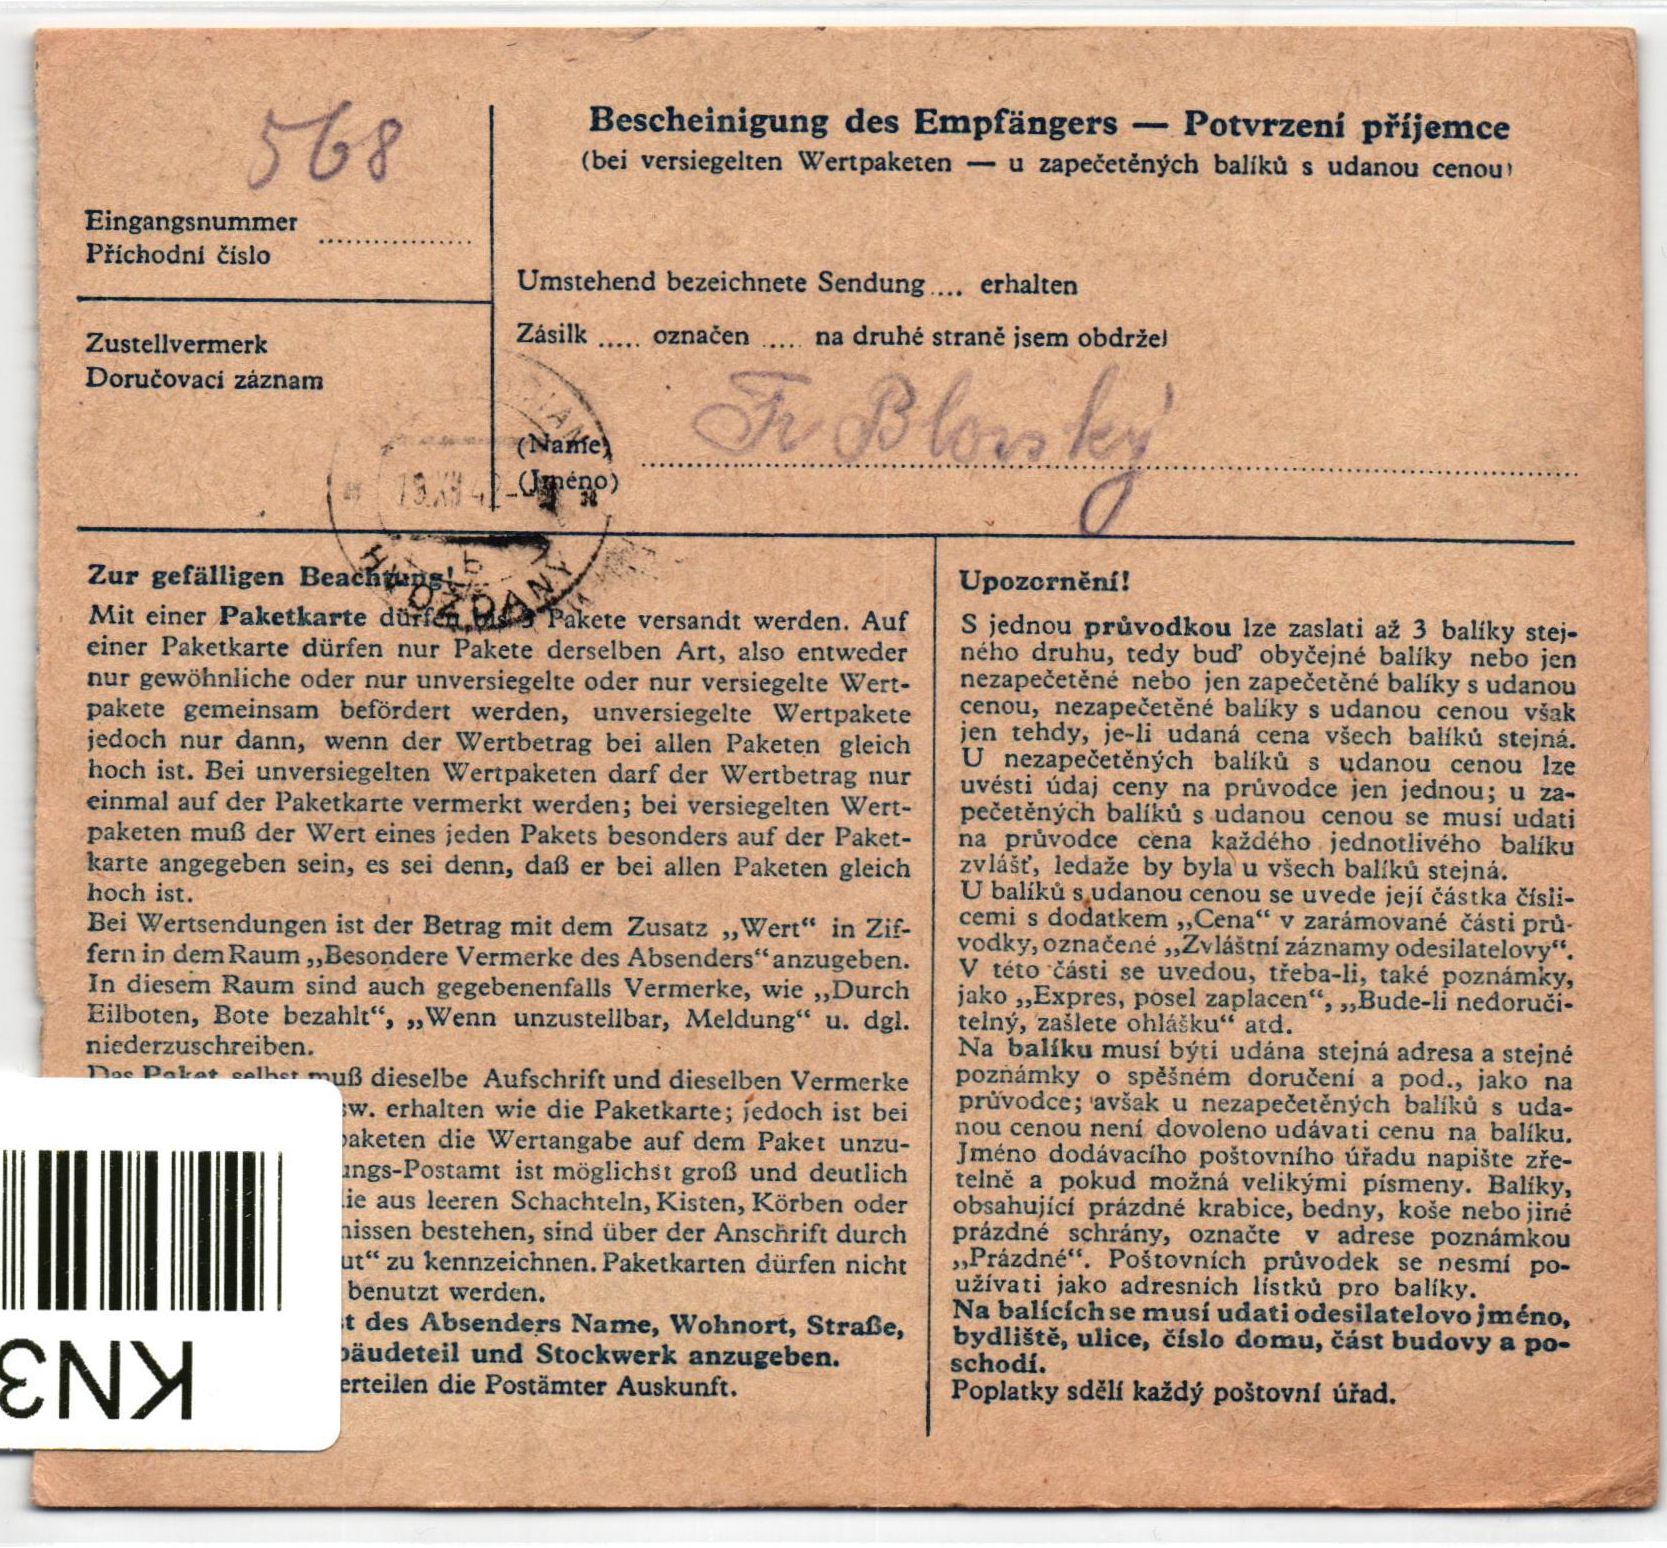 568
Eingangsnummer ....................
Příchodní číslo
Zustellvermerk
Doručovací záznam
Bescheinigung des Empfängers — Potvrzení příjemce
(bei versiegelten Wertpaketen — u zapečetěných balíků s udanou cenou)
Umstehend bezeichnete Sendung .... erhalten
Zásilk ..... označen ..... na druhé straně jsem obdržel
Fr Blonský
(Name)
(Jméno)
HVOZDANY
Zur gefälligen Beachtung!
Mit einer Paketkarte dürfen bis 3 Pakete versandt werden. Auf
einer Paketkarte dürfen nur Pakete derselben Art, also entweder
nur gewöhnliche oder nur unversiegelte oder nur versiegelte Wert-
pakete gemeinsam befördert werden, unversiegelte Wertpakete
jedoch nur dann, wenn der Wertbetrag bei allen Paketen gleich
hoch ist. Bei unversiegelten Wertpaketen darf der Wertbetrag nur
einmal auf der Paketkarte vermerkt werden; bei versiegelten Wert-
paketen muß der Wert eines jeden Pakets besonders auf der Paket-
karte angegeben sein, es sei denn, daß er bei allen Paketen gleich
hoch ist.
Bei Wertsendungen ist der Betrag mit dem Zusatz „Wert“ in Zif-
fern in dem Raum „Besondere Vermerke des Absenders“ anzugeben.
In diesem Raum sind auch gegebenenfalls Vermerke, wie „Durch
Eilboten, Bote bezahlt“, „Wenn unzustellbar, Meldung“ u. dgl.
niederzuschreiben.
Das Paket selbst muß dieselbe Aufschrift und dieselben Vermerke
sw. erhalten wie die Paketkarte; jedoch ist bei
paketen die Wertangabe auf dem Paket unzu-
ungs-Postamt ist möglichst groß und deutlich
die aus leeren Schachteln, Kisten, Körben oder
nissen bestehen, sind über der Anschrift durch
ut“ zu kennzeichnen. Paketkarten dürfen nicht
benutzt werden.
t des Absenders Name, Wohnort, Straße,
bäudeteil und Stockwerk anzugeben.
erteilen die Postämter Auskunft.
Upozornění!
S jednou průvodkou lze zaslati až 3 balíky stej-
ného druhu, tedy buď obyčejné balíky nebo jen
nezapečetěné nebo jen zapečetěné balíky s udanou
cenou, nezapečetěné balíky s udanou cenou však
jen tehdy, je-li udaná cena všech balíků stejná.
U nezapečetěných balíků s udanou cenou lze
uvésti údaj ceny na průvodce jen jednou; u za-
pečetěných balíků s udanou cenou se musí udati
na průvodce cena každého jednotlivého balíku
zvlášť, ledaže by byla u všech balíků stejná.
U balíků s udanou cenou se uvede její částka čísli-
cemi s dodatkem „Cena“ v zarámované části prů-
vodky, označené „Zvláštní záznamy odesilatelovy“.
V této části se uvedou, třeba-li, také poznámky,
jako „Expres, posel zaplacen“, „Bude-li nedoruči-
telný, zašlete ohlášku“ atd.
Na balíku musí býti udána stejná adresa a stejné
poznámky o spěšném doručení a pod., jako na
průvodce; avšak u nezapečetěných balíků s uda-
nou cenou není dovoleno udávati cenu na balíku.
Jméno dodávacího poštovního úřadu napište zře-
telně a pokud možná velikými písmeny. Balíky,
obsahující prázdné krabice, bedny, koše nebo jiné
prázdné schrány, označte v adrese poznámkou
„Prázdné“. Poštovních průvodek se nesmí po-
užívati jako adresních lístků pro balíky.
Na balících se musí udati odesilatelovo jméno,
bydliště, ulice, číslo domu, část budovy a po-
schodí.
Poplatky sdělí každý poštovní úřad.
KN3